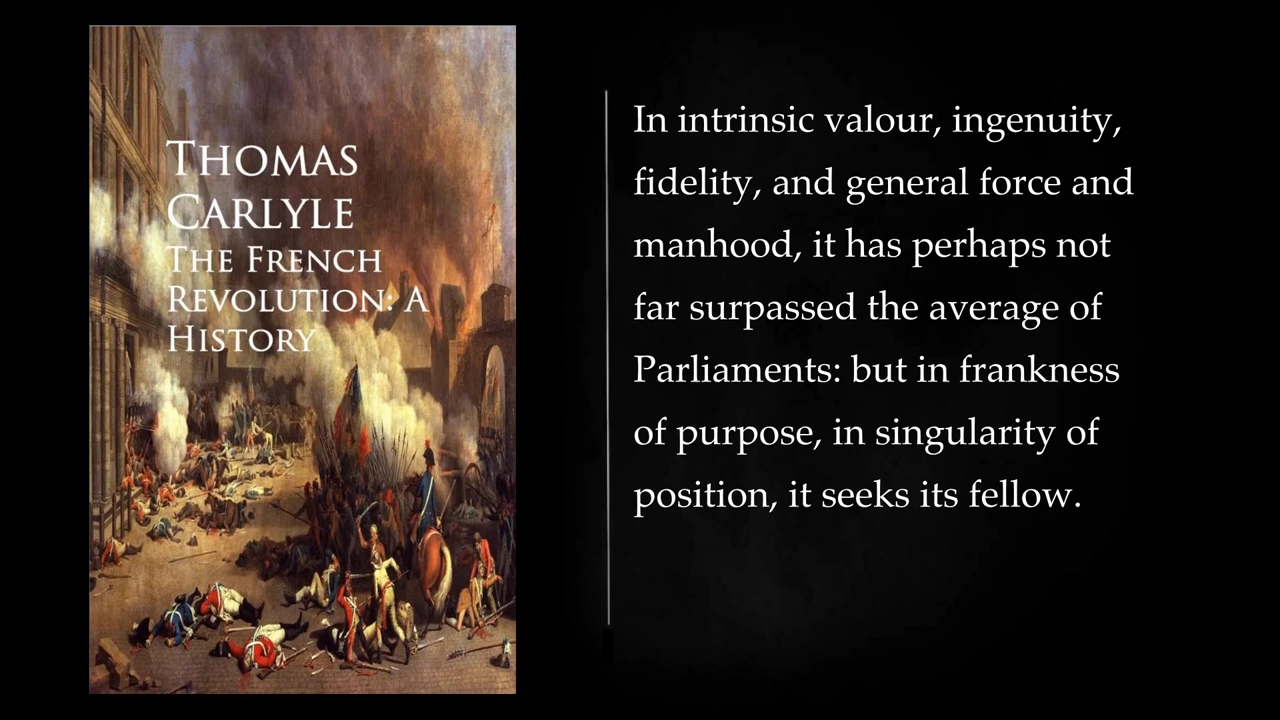 THOMAS
CARLYLE
THE FRENCH
REVOLUTION: A
HISTORY
In intrinsic valour, ingenuity,
fidelity, and general force and
manhood, it has perhaps not
far surpassed the average of
Parliaments: but in frankness
of purpose, in singularity of
position, it seeks its fellow.